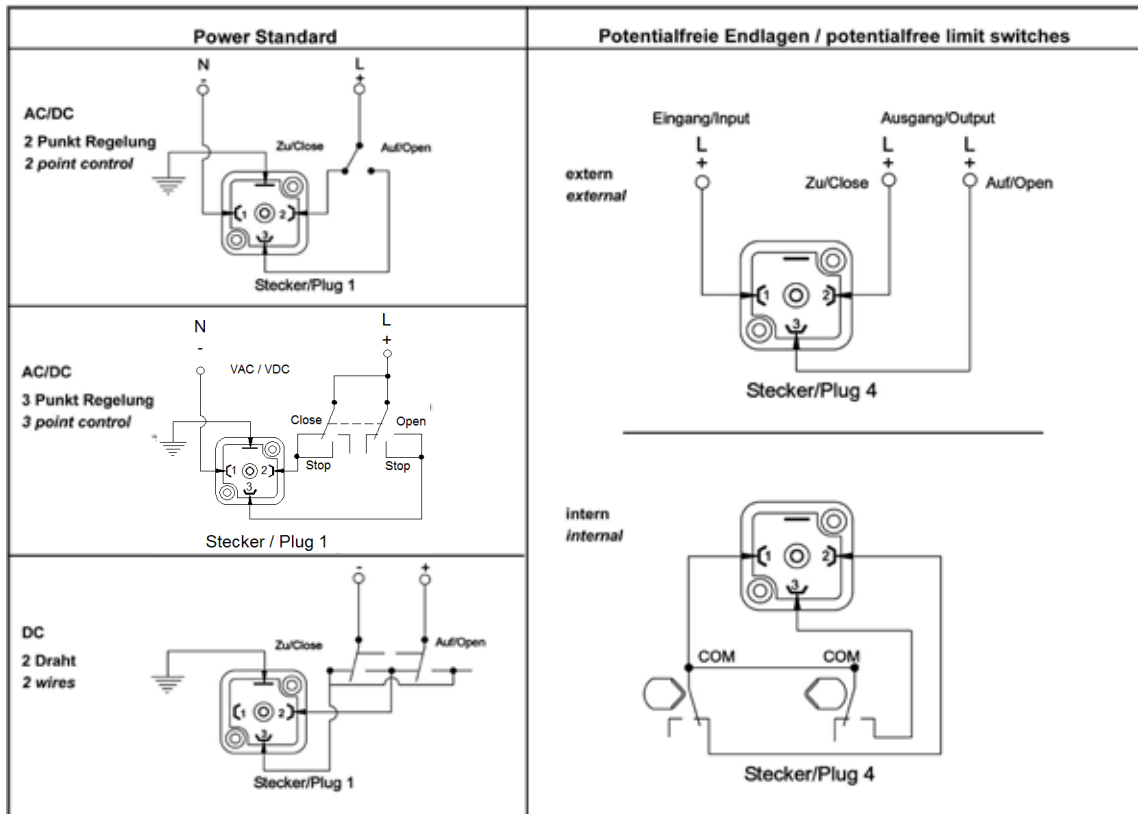 Power Standard
N
-
L
+
AC/DC
2 Punkt Regelung
2 point control
Zu/Close
Auf/Open
1
2
3
Stecker/Plug 1
N
-
L
+
VAC / VDC
AC/DC
3 Punkt Regelung
3 point control
Close
Open
Stop
Stop
1
2
3
Stecker / Plug 1
-
+
DC
2 Draht
2 wires
Zu/Close
Auf/Open
1
2
3
Stecker/Plug 1
Potentialfreie Endlagen / potentialfree limit switches
Eingang/Input
Ausgang/Output
L
+
L
+
L
+
extern
external
Zu/Close
Auf/Open
1
2
3
Stecker/Plug 4
intern
internal
1
2
3
COM
COM
Stecker/Plug 4